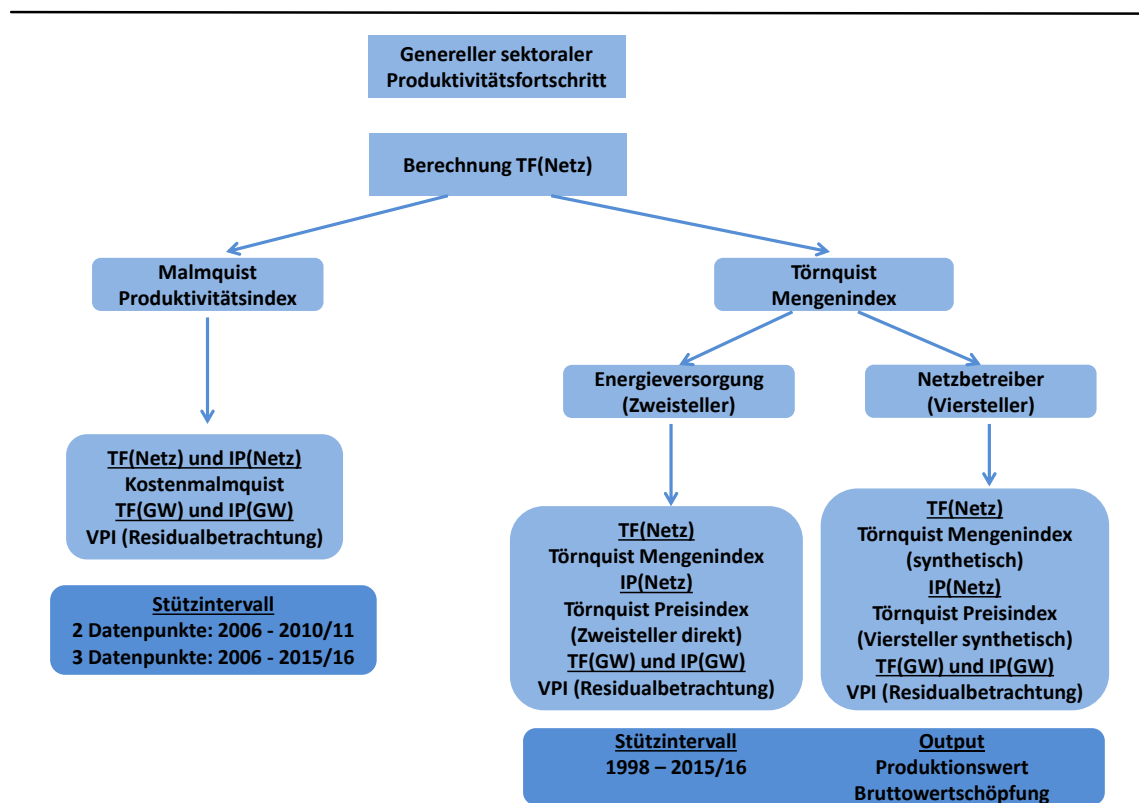 Genereller sektoraler
Produktivitätsfortschritt
Berechnung TF(Netz)
Malmquist
Produktivitätsindex
Törnquist
Mengenindex
Energieversorgung
(Zweisteller)
Netzbetreiber
(Viersteller)
TF(Netz) und IP(Netz)
Kostenmalmquist
TF(GW) und IP(GW)
VPI (Residualbetrachtung)
Stützintervall
2 Datenpunkte: 2006 - 2010/11
3 Datenpunkte: 2006 - 2015/16
TF(Netz)
Törnquist Mengenindex
IP(Netz)
Törnquist Preisindex
(Zweisteller direkt)
TF(GW) und IP(GW)
VPI (Residualbetrachtung)
TF(Netz)
Törnquist Mengenindex
(synthetisch)
IP(Netz)
Törnquist Preisindex
(Viersteller synthetisch)
TF(GW) und IP(GW)
VPI (Residualbetrachtung)
Stützintervall
1998 – 2015/16
Output
Produktionswert
Bruttowertschöpfung